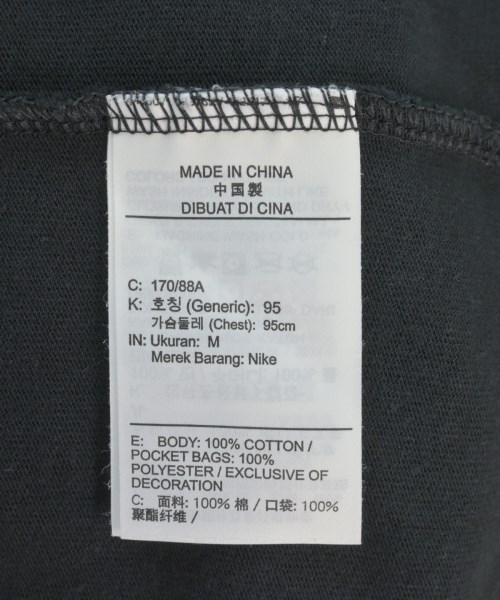 MADE IN CHINA
中国製
DIBUAT DI CINA
C: 170/88A
K: 호칭 (Generic): 95
가슴둘레 (Chest): 95cm
IN: Ukuran: M
Merek Barang: Nike
E: BODY: 100% COTTON /
POCKET BAGS: 100%
POLYESTER / EXCLUSIVE OF
DECORATION
C: 面料: 100% 棉 / 口袋: 100%
聚酯纤维 /